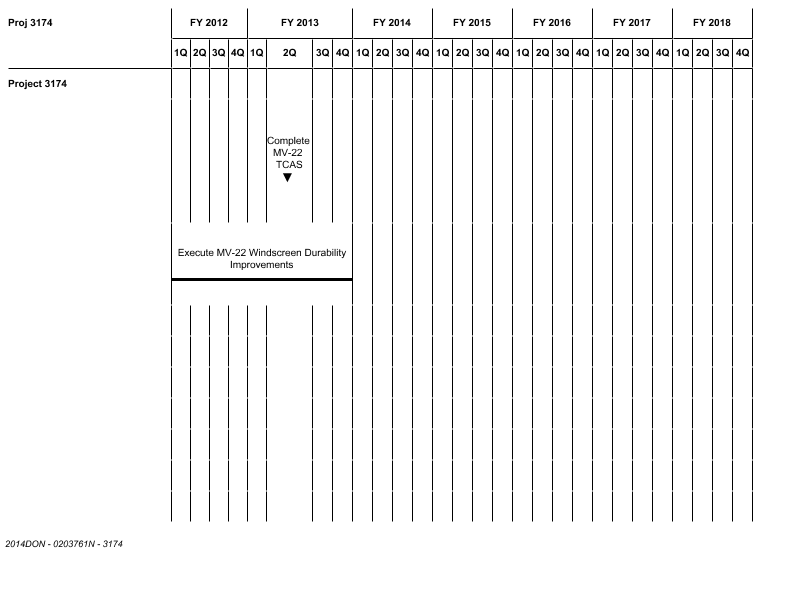 Proj 3174 FY 2012 FY 2013 FY 2014 FY 2015 FY 2016 FY 2017 FY 2018
1Q 2Q 3Q 4Q 1Q 2Q 3Q 4Q 1Q 2Q 3Q 4Q 1Q 2Q 3Q 4Q 1Q 2Q 3Q 4Q 1Q 2Q 3Q 4Q 1Q 2Q 3Q 4Q
Project 3174
Complete
MV-22
TCAS
Execute MV-22 Windscreen Durability
Improvements
2014DON - 0203761N - 3174